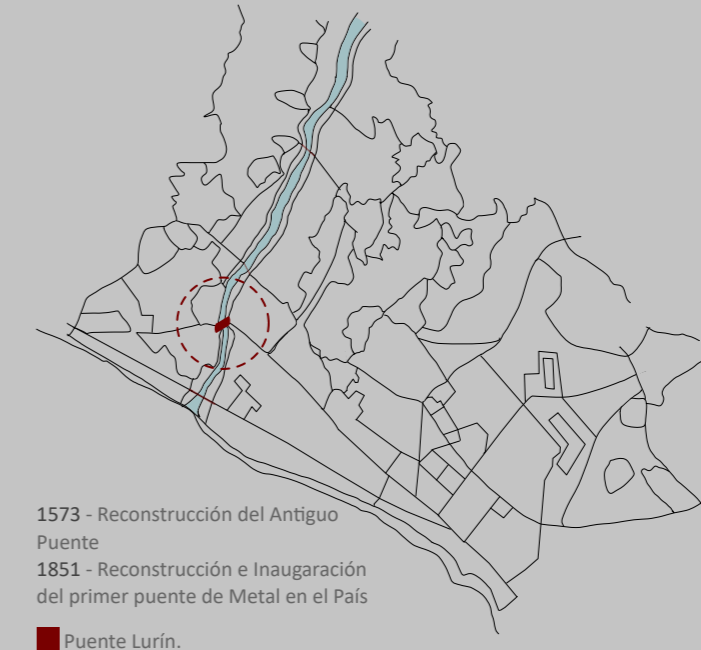 1573 - Reconstrucción del Antiguo
Puente
1851 - Reconstrucción e Inaugaración
del primer puente de Metal en el País
Puente Lurín.